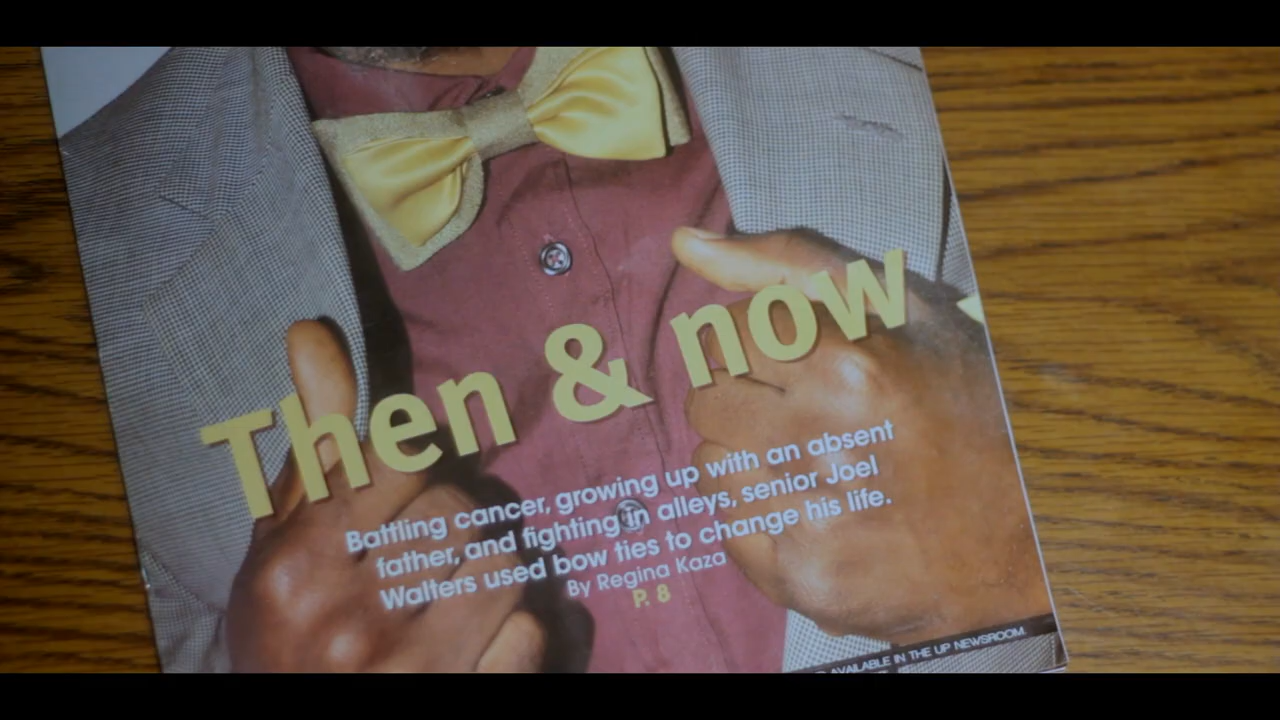 Then & now
Battling cancer, growing up with an absent
father, and fighting in alleys, senior Joel
Walters used bow ties to change his life.
By Regina Kaza
P. 8
AVAILABLE IN THE UP NEWSROOM.